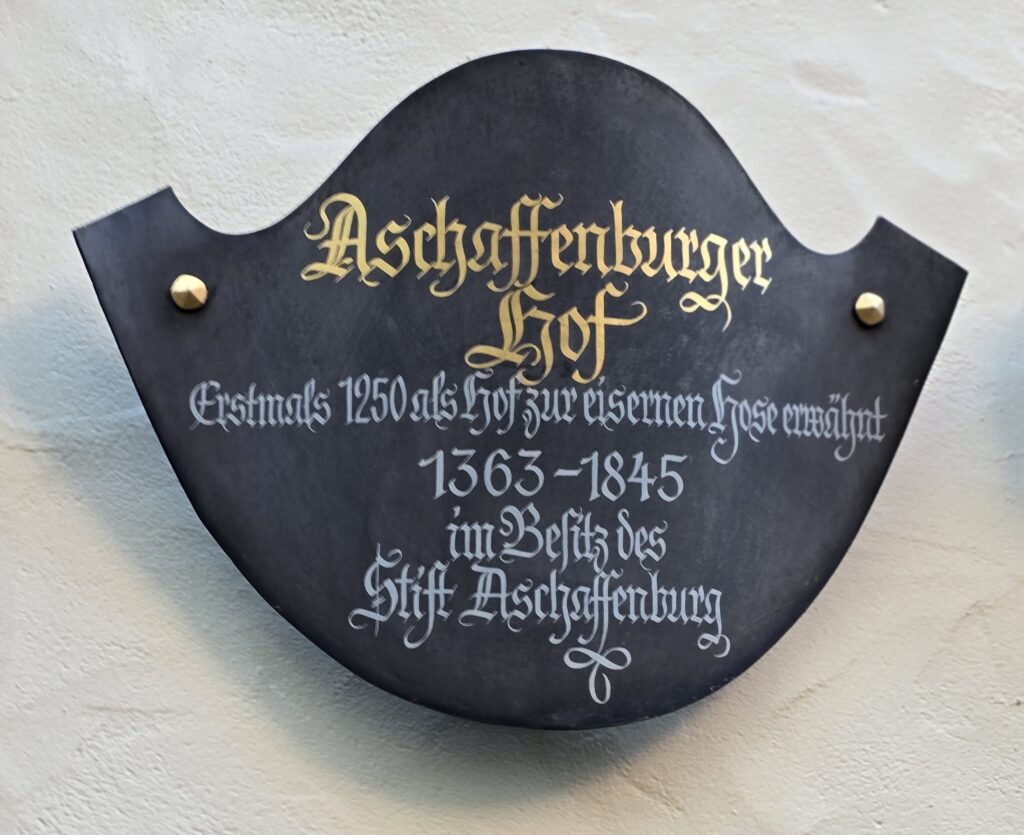 Aschaffenburger
Hof
Erstmals 1250 als Hof zur eisernen Hose erwähnt
1363 – 1845
im Besitz des
Stift Aschaffenburg